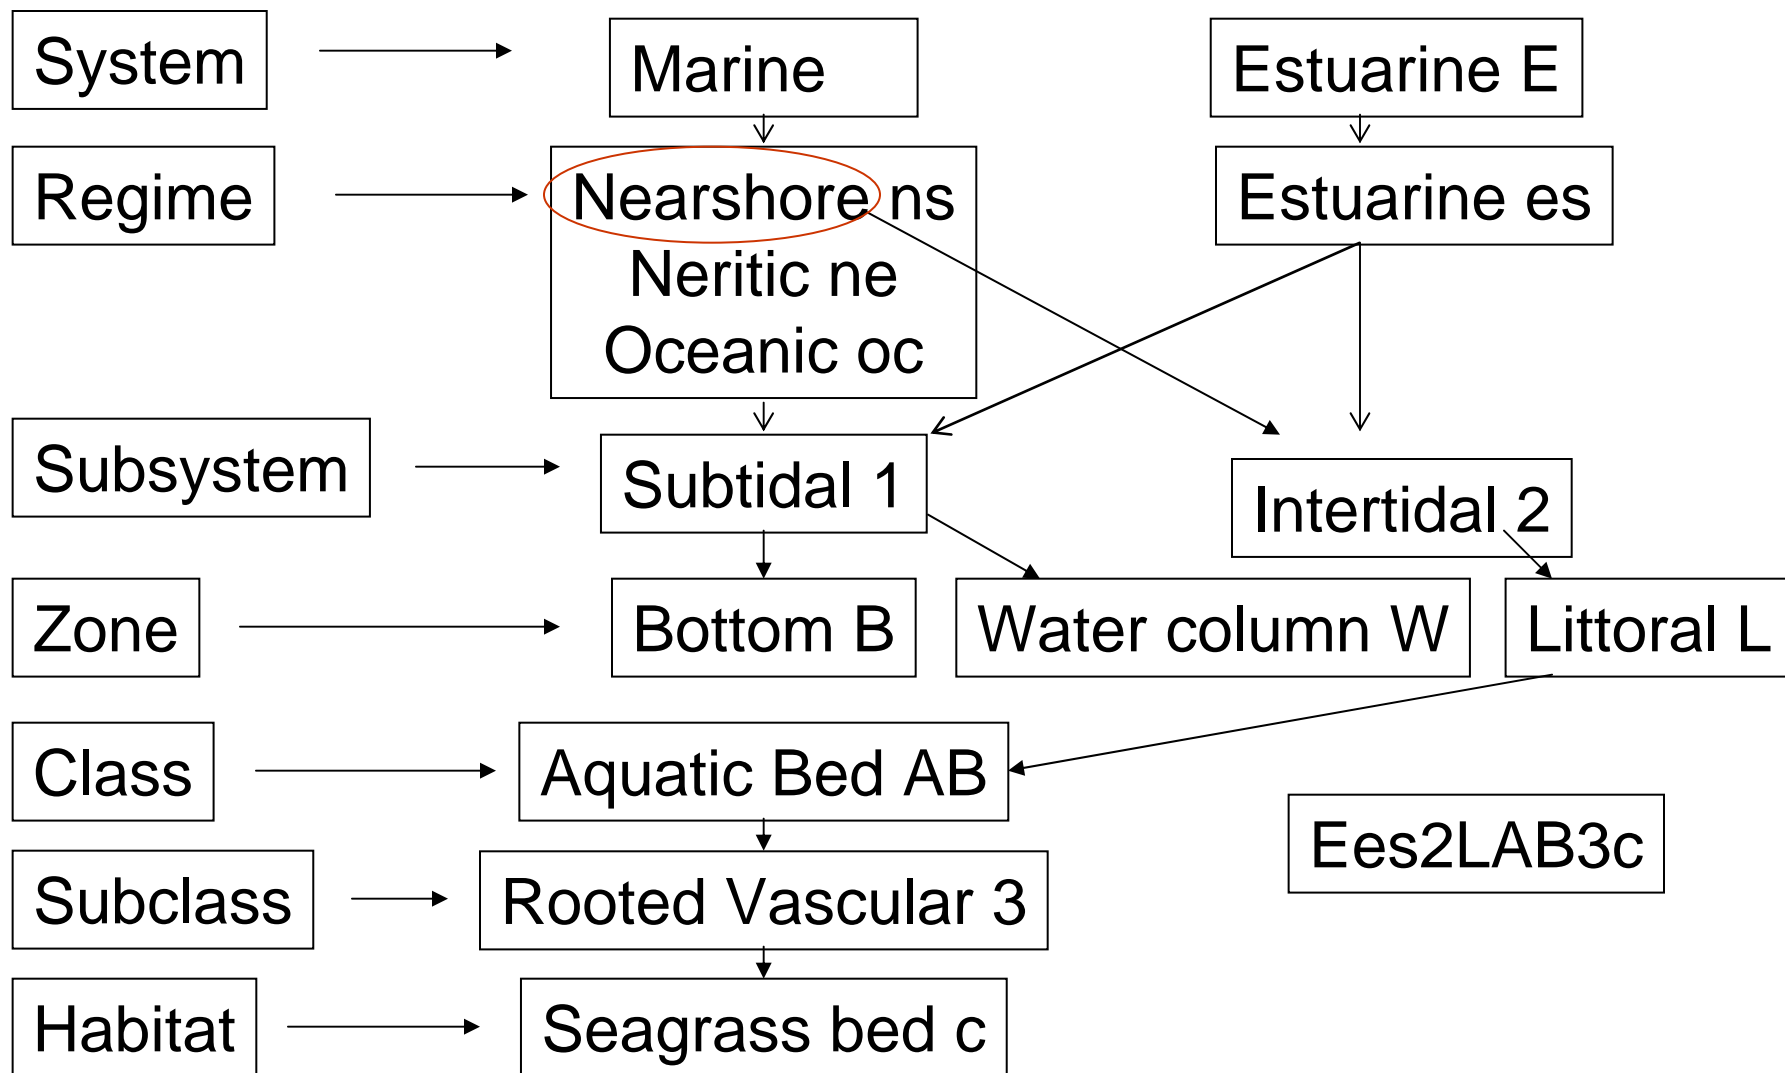 System
Marine
Estuarine E
Regime
Nearshore ns
Neritic ne
Oceanic oc
Estuarine es
Subsystem
Subtidal 1
Intertidal 2
Zone
Bottom B
Water column W
Littoral L
Class
Aquatic Bed AB
Ees2LAB3c
Subclass
Rooted Vascular 3
Habitat
Seagrass bed c